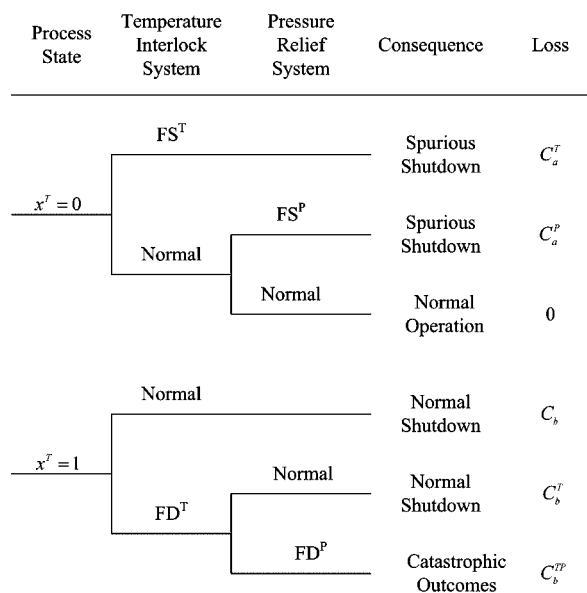 Process State
Temperature Interlock System
Pressure Relief System
Consequence
Loss
x^T = 0
FS^T
Spurious Shutdown
C_a^T
Normal
FS^P
Spurious Shutdown
C_a^P
Normal
Normal Operation
0
x^T = 1
Normal
Normal Shutdown
C_b
FD^T
Normal
Normal Shutdown
C_b^T
FD^P
Catastrophic Outcomes
C_b^{TP}